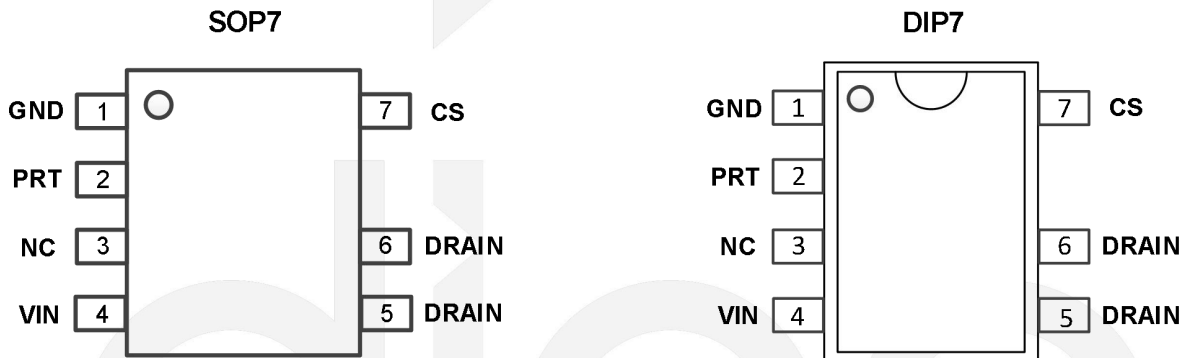 SOP7
GND 1 7 CS
PRT 2
NC 3 6 DRAIN
VIN 4 5 DRAIN
DIP7
GND 1 7 CS
PRT 2
NC 3 6 DRAIN
VIN 4 5 DRAIN